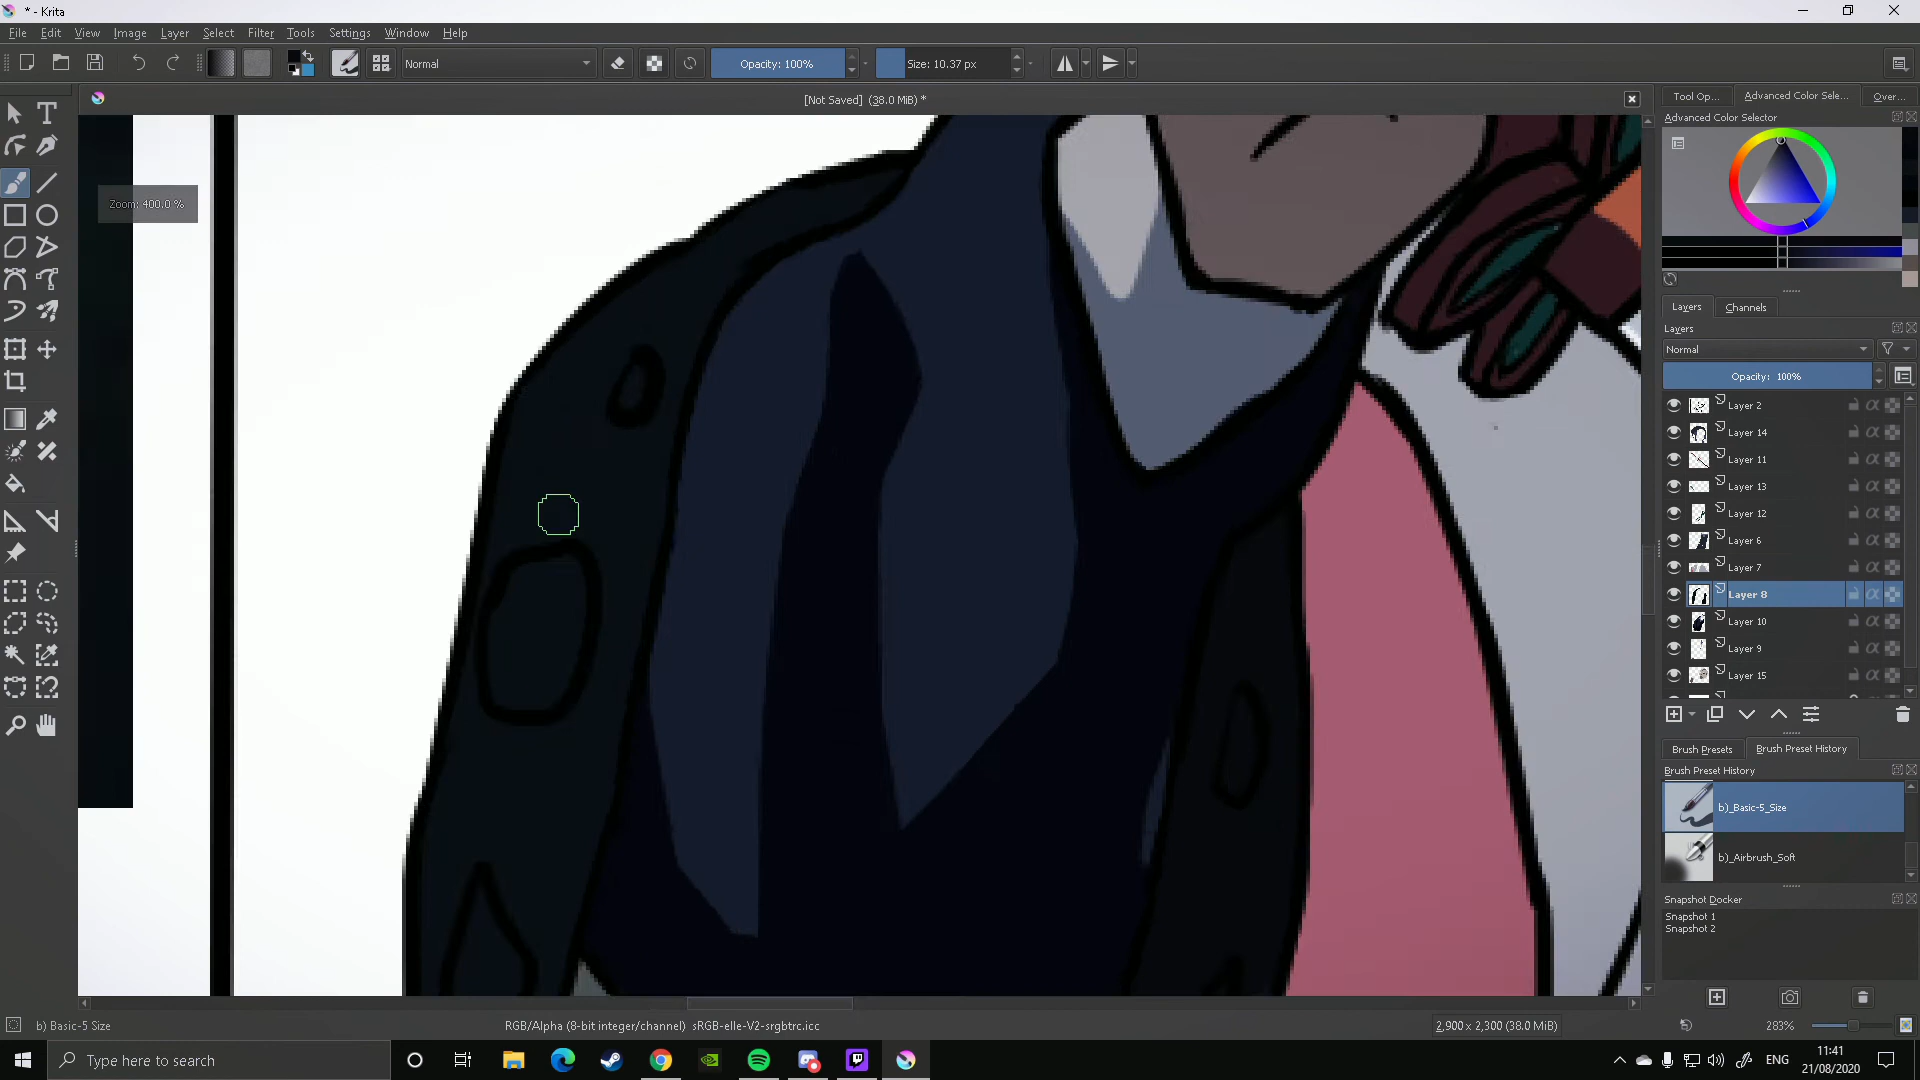 * - Krita
File Edit View Image Layer Select Filter Tools Settings Window Help
Normal Opacity: 100% Size: 10.37 px
[Not Saved] (38.0 MiB) *
Tool Op... Advanced Color Sele... Over...
Advanced Color Selector
Zoom: 400.0 %
Layers Channels
Layers
Normal
Opacity: 100%
Layer 2
Layer 14
Layer 11
Layer 13
Layer 12
Layer 6
Layer 7
Layer 8
Layer 10
Layer 9
Layer 15
Brush Presets Brush Preset History
Brush Preset History
b)_Basic-5_Size
b)_Airbrush_Soft
Snapshot Docker
Snapshot 1
Snapshot 2
b) Basic-5 Size
RGB/Alpha (8-bit integer/channel) sRGB-elle-V2-srgbtrc.icc
2,900 x 2,300 (38.0 MiB)
283%
Type here to search
ENG
11:41
21/08/2020